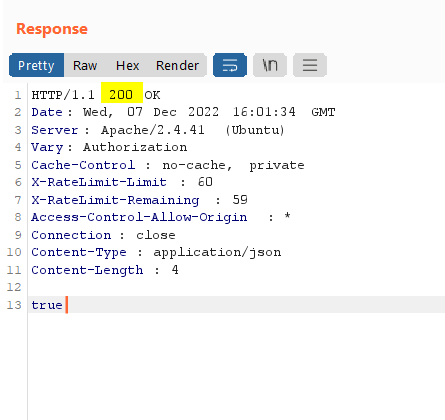 Response
Pretty Raw Hex Render \n
1 HTTP/1.1 200 OK
2 Date : Wed, 07 Dec 2022 16:01:34 GMT
3 Server : Apache/2.4.41 (Ubuntu)
4 Vary : Authorization
5 Cache-Control : no-cache, private
6 X-RateLimit-Limit : 60
7 X-RateLimit-Remaining : 59
8 Access-Control-Allow-Origin : *
9 Connection : close
10 Content-Type : application/json
11 Content-Length : 4
12
13 true